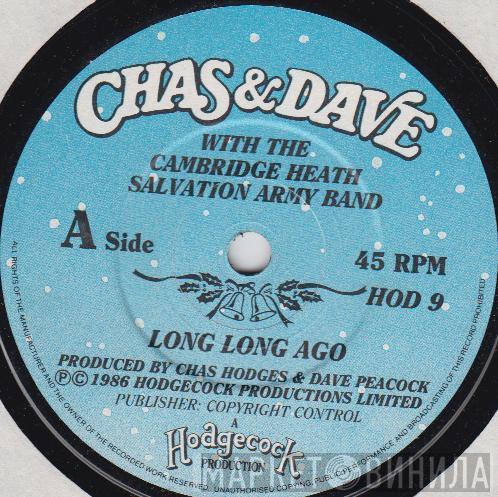 CHAS & DAVE
WITH THE
CAMBRIDGE HEATH
SALVATION ARMY BAND
A Side
45 RPM
HOD 9
LONG LONG AGO
PRODUCED BY CHAS HODGES & DAVE PEACOCK
℗© 1986 HODGECOCK PRODUCTIONS LIMITED
PUBLISHER: COPYRIGHT CONTROL
A
Hodgecock
PRODUCTION
ALL RIGHTS OF THE MANUFACTURER AND THE OWNER OF THE RECORDED WORK RESERVED. UNAUTHORISED COPYING, PUBLIC PERFORMANCE AND BROADCASTING OF THIS RECORD PROHIBITED
МАРКЕТ ВИНИЛА